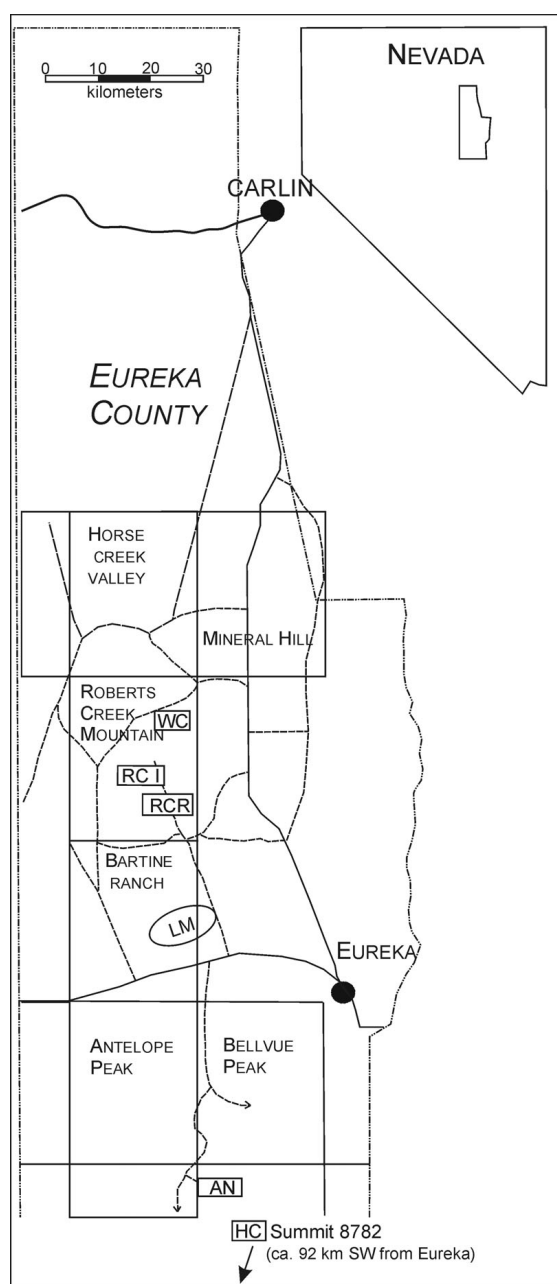 0 10 20 30
kilometers
NEVADA
CARLIN
EUREKA
COUNTY
HORSE
CREEK
VALLEY
MINERAL HILL
ROBERTS
CREEK
MOUNTAIN
WC
RC I
RCR
BARTINE
RANCH
LM
EUREKA
ANTELOPE
PEAK
BELLVUE
PEAK
AN
HC Summit 8782
(ca. 92 km SW from Eureka)